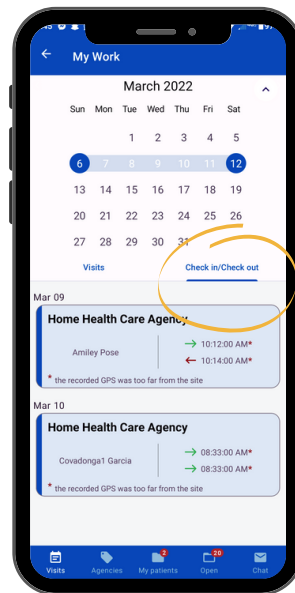 My Work
March 2022
Sun Mon Tue Wed Thu Fri Sat
1 2 3 4 5
6 7 8 9 10 11 12
13 14 15 16 17 18 19
20 21 22 23 24 25 26
27 28 29 30 31
Visits Check in/Check out
Mar 09
Home Health Care Agency
Amiley Pose
10:12:00 AM*
10:14:00 AM*
* the recorded GPS was too far from the site
Mar 10
Home Health Care Agency
Covadonga1 Garcia
08:33:00 AM*
08:33:00 AM*
* the recorded GPS was too far from the site
2 20
Visits Agencies My patients Open Chat